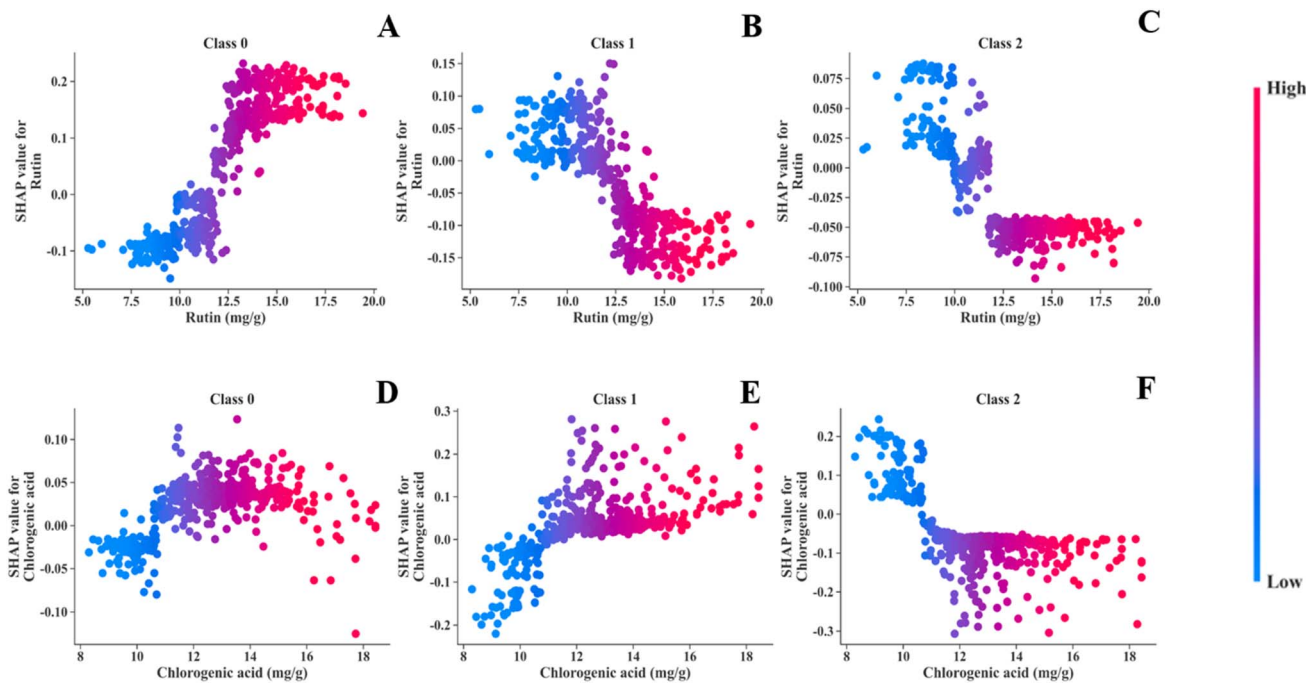 A
B
C
Class 0
Class 1
Class 2
SHAP value for
Rutin
0.2
0.1
0.0
-0.1
5.0 7.5 10.0 12.5 15.0 17.5 20.0
Rutin (mg/g)
SHAP value for
Rutin
0.15
0.10
0.05
0.00
-0.05
-0.10
-0.15
5.0 7.5 10.0 12.5 15.0 17.5 20.0
Rutin (mg/g)
SHAP value for
Rutin
0.075
0.050
0.025
0.000
-0.025
-0.050
-0.075
-0.100
5.0 7.5 10.0 12.5 15.0 17.5 20.0
Rutin (mg/g)
High
Low
D
E
F
Class 0
Class 1
Class 2
SHAP value for
Chlorogenic acid
0.10
0.05
0.00
-0.05
-0.10
8 10 12 14 16 18
Chlorogenic acid (mg/g)
SHAP value for
Chlorogenic acid
0.3
0.2
0.1
0.0
-0.1
-0.2
8 10 12 14 16 18
Chlorogenic acid (mg/g)
SHAP value for
Chlorogenic acid
0.2
0.1
0.0
-0.1
-0.2
-0.3
8 10 12 14 16 18
Chlorogenic acid (mg/g)